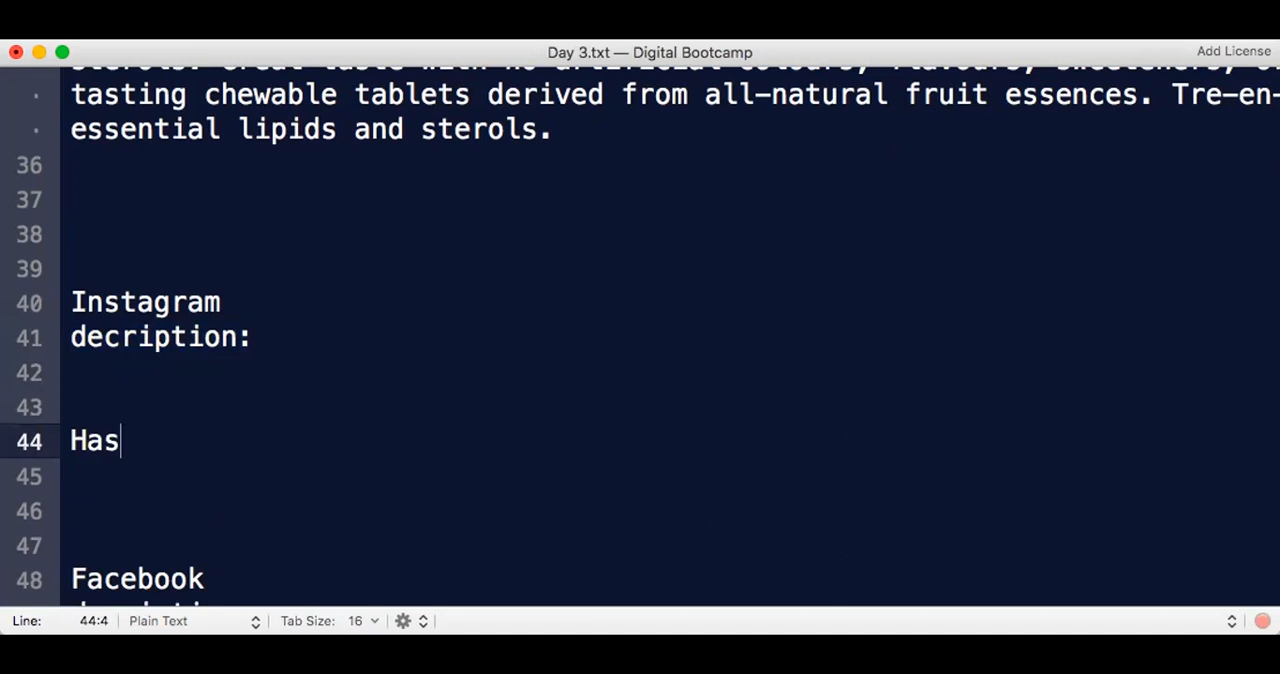 Day 3.txt — Digital Bootcamp
Add License
tasting chewable tablets derived from all-natural fruit essences. Tre-en-
essential lipids and sterols.
36
37
38
39
40 Instagram
41 decription:
42
43
44 Has
45
46
47
48 Facebook
Line: 44:4 Plain Text Tab Size: 16